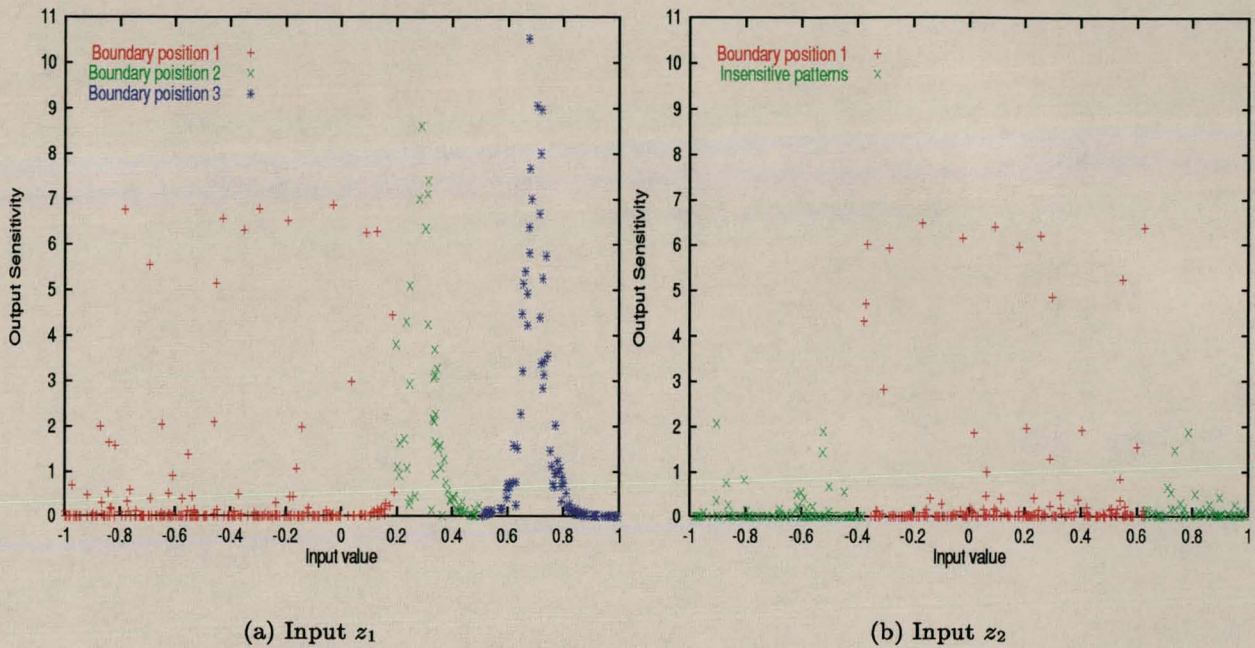 11
10
9
8
7
6
5
4
3
2
1
0
Output Sensitivity
Boundary position 1
Boundary poisition 2
Boundary poisition 3
-1 -0.8 -0.6 -0.4 -0.2 0 0.2 0.4 0.6 0.8 1
Input value
(a) Input z₁
11
10
9
8
7
6
5
4
3
2
1
0
Output Sensitivity
Boundary position 1
Insensitive patterns
-1 -0.8 -0.6 -0.4 -0.2 0 0.2 0.4 0.6 0.8 1
Input value
(b) Input z₂